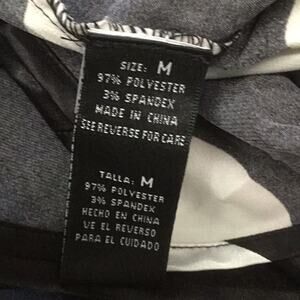 SIZE: M
97% POLYESTER
3% SPANDEX
MADE IN CHINA
SEE REVERSE FOR CARE
TALLA: M
97% POLYESTER
3% SPANDEX
HECHO EN CHINA
VE EL REVERSO
PARA EL CUIDADO